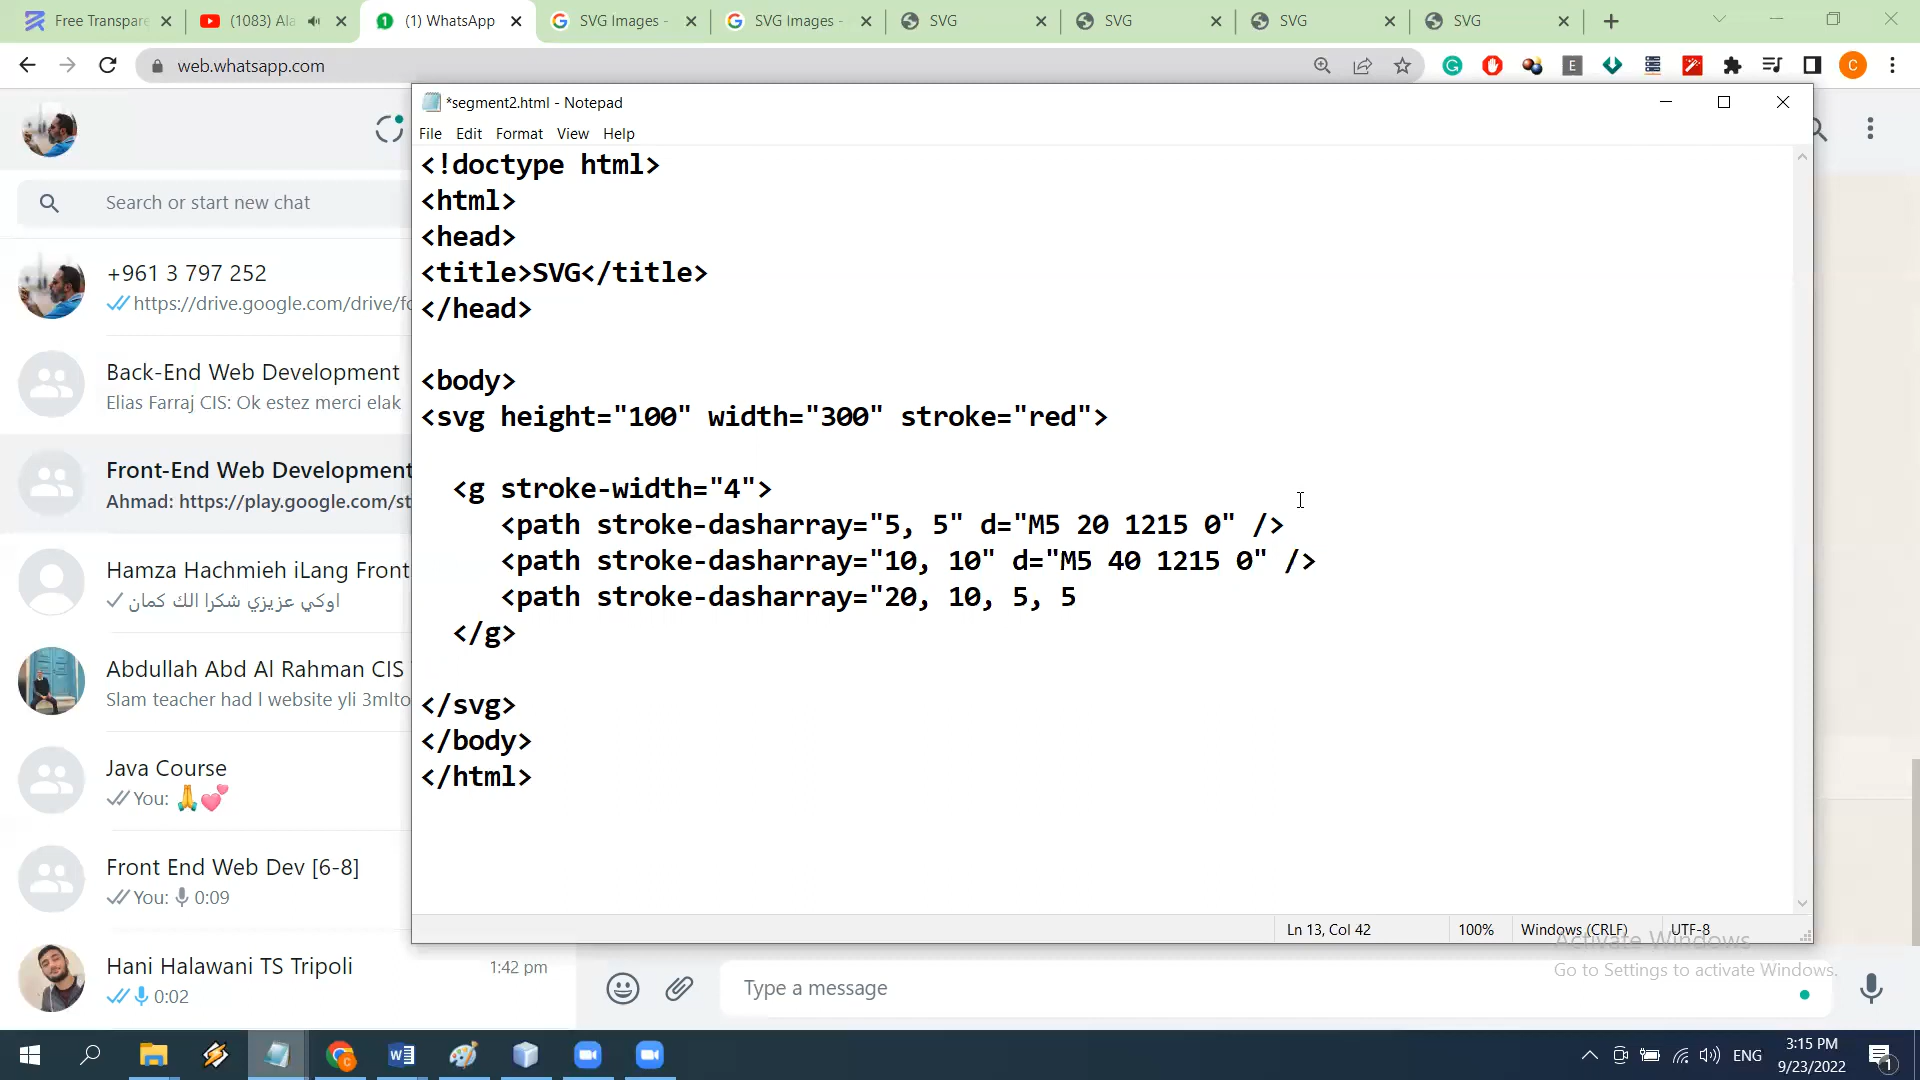 Free Transpare
(1083) Ala
(1) WhatsApp
SVG Images -
SVG Images -
SVG
SVG
SVG
SVG
web.whatsapp.com
E
C
*segment2.html - Notepad
File Edit Format View Help
<!doctype html>
<html>
<head>
<title>SVG</title>
</head>
<body>
<svg height="100" width="300" stroke="red">
<g stroke-width="4">
<path stroke-dasharray="5, 5" d="M5 20 1215 0" />
<path stroke-dasharray="10, 10" d="M5 40 1215 0" />
<path stroke-dasharray="20, 10, 5, 5
</g>
</svg>
</body>
</html>
Ln 13, Col 42
100%
Windows (CRLF)
UTF-8
Search or start new chat
+961 3 797 252
https://drive.google.com/drive/fo
Back-End Web Development
Elias Farraj CIS: Ok estez merci elak
Front-End Web Development
Ahmad: https://play.google.com/st
Hamza Hachmieh iLang Front
اوكي عزيزي شكرا الك كمان
Abdullah Abd Al Rahman CIS
Slam teacher had l website yli 3mlto
Java Course
You: 🙏💕
Front End Web Dev [6-8]
You: 0:09
Hani Halawani TS Tripoli
1:42 pm
0:02
Type a message
Activate Windows
Go to Settings to activate Windows.
ENG
3:15 PM
9/23/2022
1